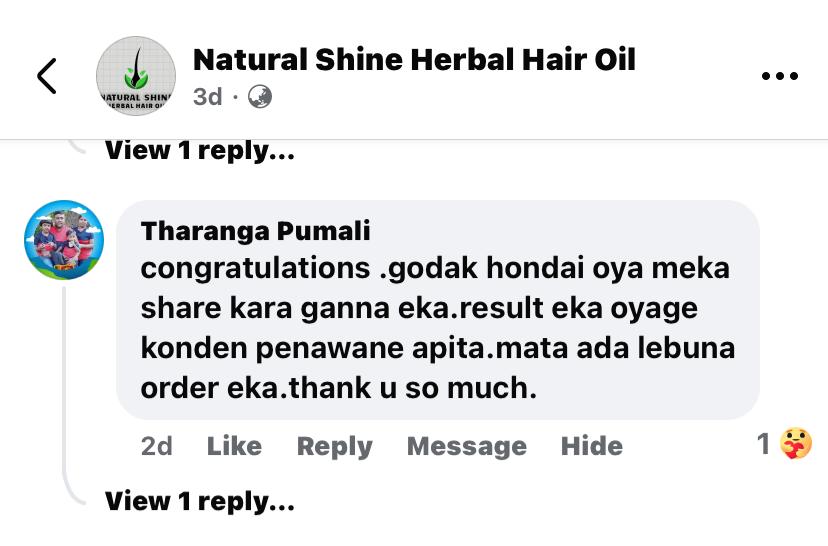 Natural Shine Herbal Hair Oil
NATURAL SHIN
HERBAL HAIR OI
3d ·
View 1 reply...
Tharanga Pumali
congratulations .godak hondai oya meka
share kara ganna eka.result eka oyage
konden penawane apita.mata ada lebuna
order eka.thank u so much.
2d Like Reply Message Hide 1
View 1 reply...